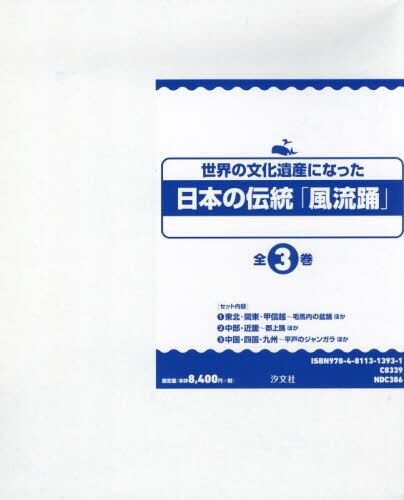 世界の文化遺産になった
日本の伝統「風流踊」
全3巻
［セット内容］
❶東北・関東・甲信越～毛馬内の盆踊 ほか
❷中部・近畿～郡上踊 ほか
❸中国・四国・九州～平戸のジャンガラ ほか
ISBN978-4-8113-1393-1
C8339
NDC386
揃定価（本体8,400円＋税）
汐文社